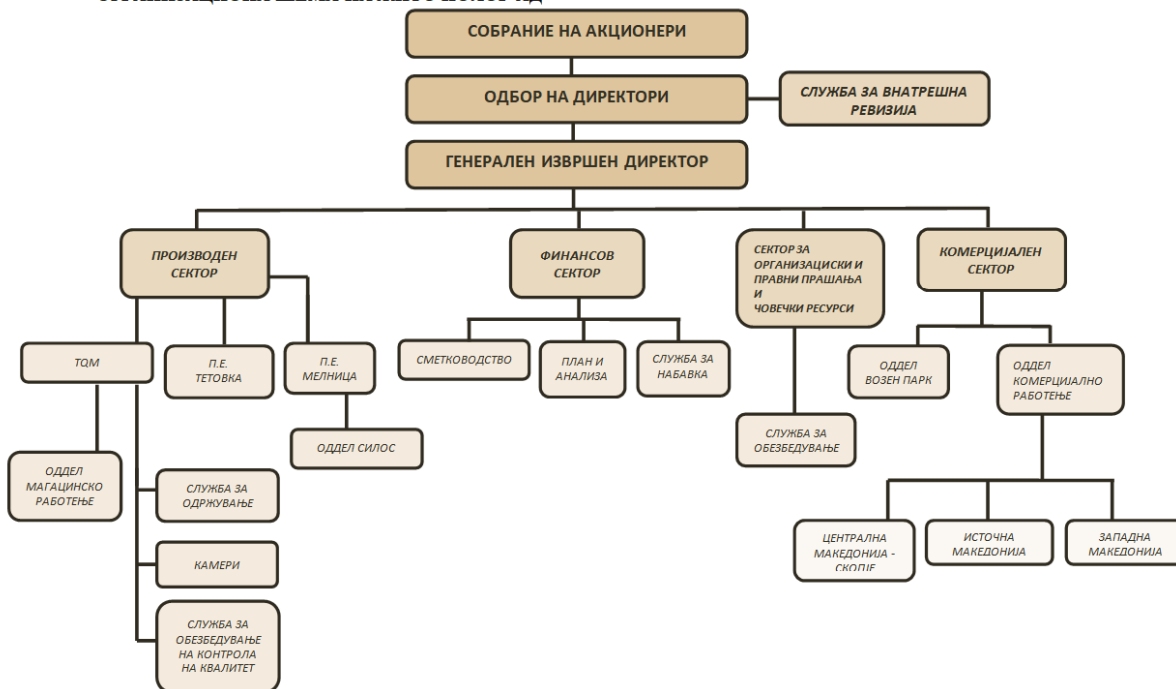 СОБРАНИЕ НА АКЦИОНЕРИ
ОДБОР НА ДИРЕКТОРИ
СЛУЖБА ЗА ВНАТРЕШНА
РЕВИЗИЈА
ГЕНЕРАЛЕН ИЗВРШЕН ДИРЕКТОР
ПРОИЗВОДЕН
СЕКТОР
ФИНАНСОВ
СЕКТОР
СЕКТОР ЗА
ОРГАНИЗАЦИСКИ И
ПРАВНИ ПРАШАЊА
И
ЧОВЕЧКИ РЕСУРСИ
КОМЕРЦИЈАЛЕН
СЕКТОР
TQM
П.Е.
ТЕТОВКА
П.Е.
МЕЛНИЦА
СМЕТКОВОДСТВО
ПЛАН И
АНАЛИЗА
СЛУЖБА ЗА
НАБАВКА
ОДДЕЛ
ВОЗЕН ПАРК
ОДДЕЛ
КОМЕРЦИЈАЛНО
РАБОТЕЊЕ
ОДДЕЛ СИЛОС
СЛУЖБА ЗА
ОБЕЗБЕДУВАЊЕ
ОДДЕЛ
МАГАЦИНСКО
РАБОТЕЊЕ
СЛУЖБА ЗА
ОДРЖУВАЊЕ
ЦЕНТРАЛНА
МАКЕДОНИЈА -
СКОПЈЕ
ИСТОЧНА
МАКЕДОНИЈА
ЗАПАДНА
МАКЕДОНИЈА
КАМЕРИ
СЛУЖБА ЗА
ОБЕЗБЕДУВАЊЕ
НА КОНТРОЛА
НА КВАЛИТЕТ